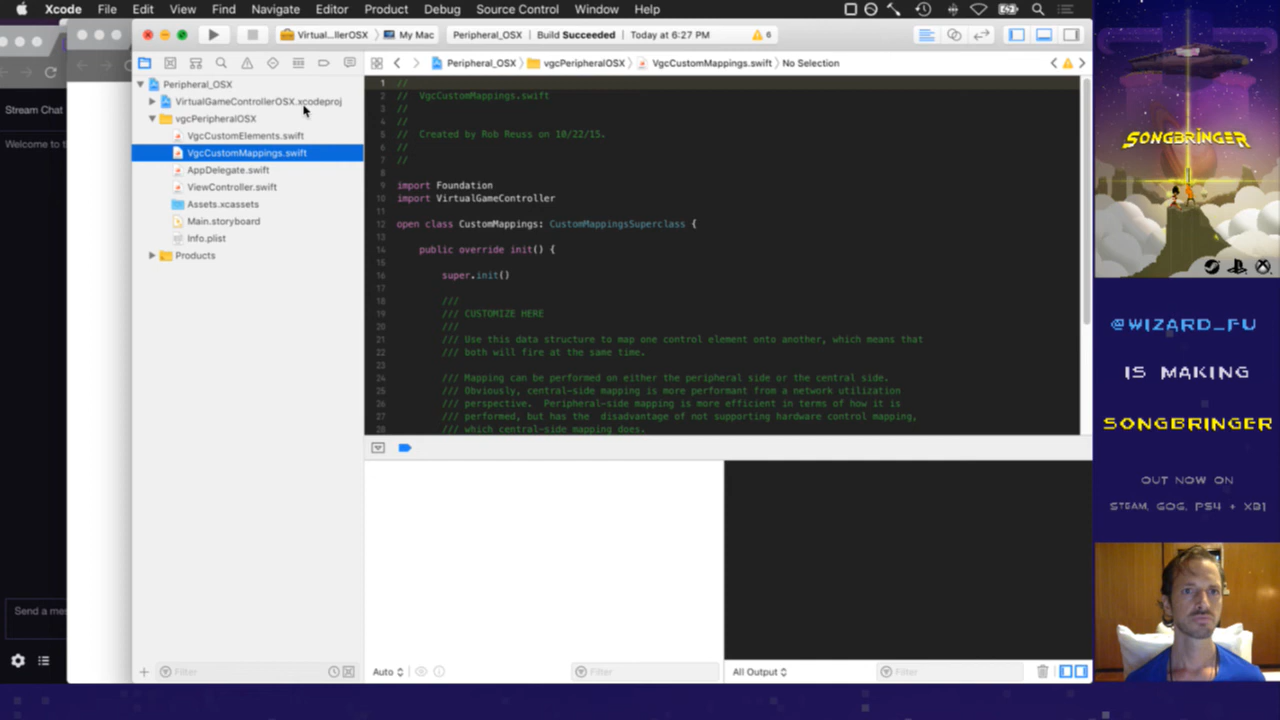 Xcode File Edit View Find Navigate Editor Product Debug Source Control Window Help
Virtual...llerOSX My Mac Peripheral_OSX Build Succeeded Today at 6:27 PM 6
Peripheral_OSX vgcPeripheralOSX VgcCustomMappings.swift No Selection
Stream Chat
Welcome to t
Peripheral_OSX
VirtualGameControllerOSX.xcodeproj
vgcPeripheralOSX
VgcCustomElements.swift
VgcCustomMappings.swift
AppDelegate.swift
ViewController.swift
Assets.xcassets
Main.storyboard
Info.plist
Products
1 //
2 // VgcCustomMappings.swift
3 //
4 //
5 // Created by Rob Reuss on 10/22/15.
6 //
7 //
8
9 import Foundation
10 import VirtualGameController
11
12 open class CustomMappings: CustomMappingsSuperclass {
13
14 public override init() {
15
16 super.init()
17
18 ///
19 /// CUSTOMIZE HERE
20 ///
21 /// Use this data structure to map one control element onto another, which means that
22 /// both will fire at the same time.
23
24 /// Mapping can be performed on either the peripheral side or the central side.
25 /// Obviously, central-side mapping is more performant from a network utilization
26 /// perspective. Peripheral-side mapping is more efficient in terms of how it is
27 /// performed, but has the disadvantage of not supporting hardware control mapping,
28 /// which central-side mapping does.
Send a me
Filter
Auto
Filter
All Output
Filter
SONGBRINGER
@WIZARD_FU
IS MAKING
SONGBRINGER
OUT NOW ON
STEAM, GOG, PS4 + XB1